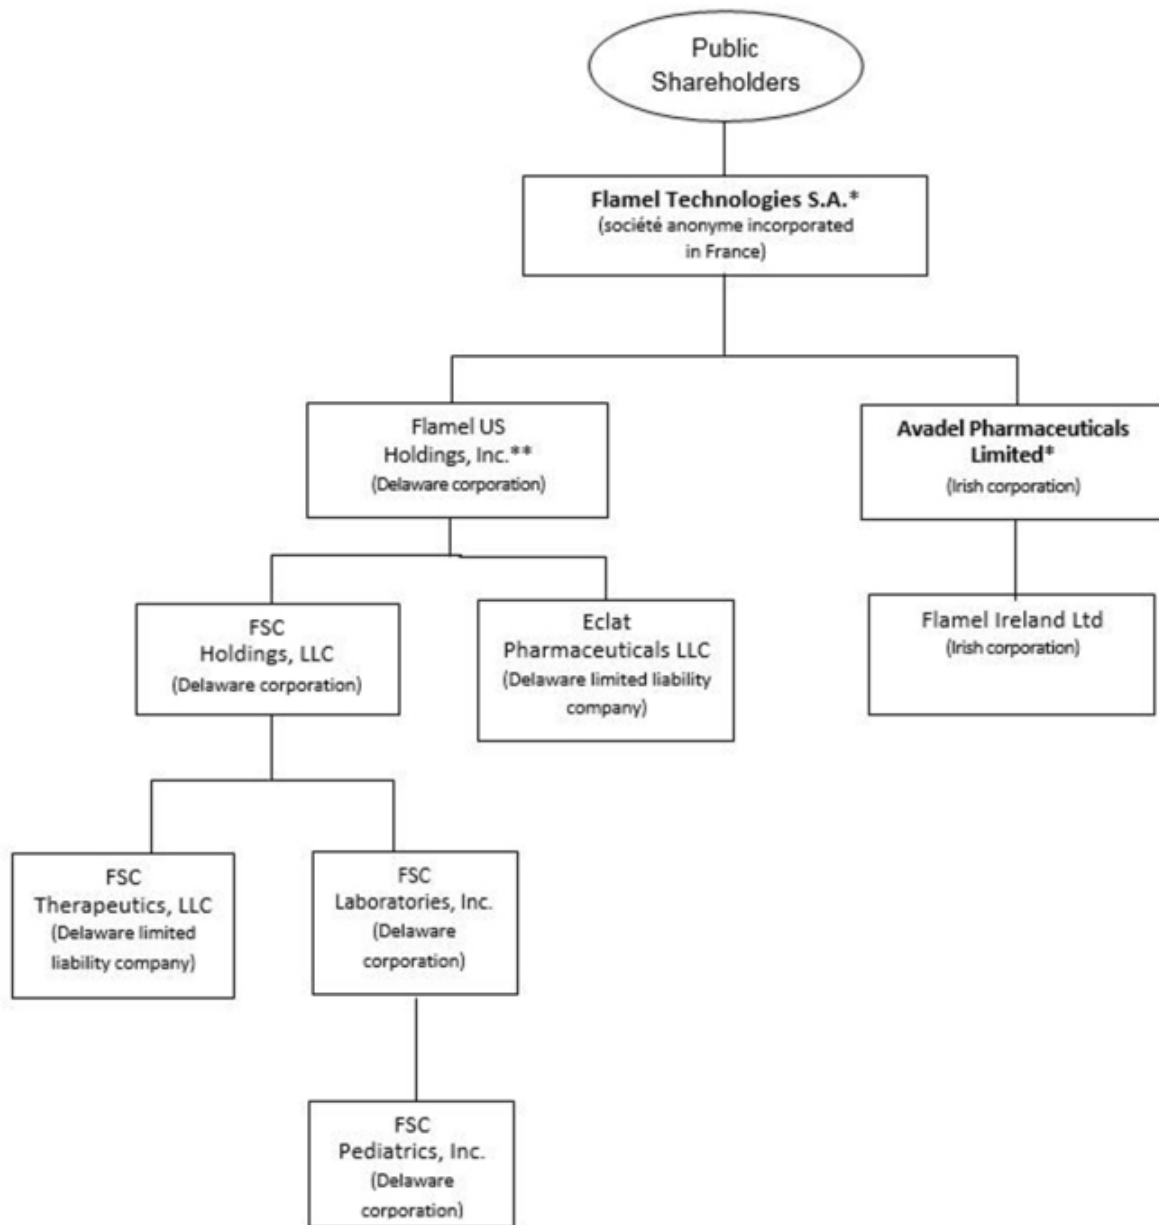 Public
Shareholders
Flamel Technologies S.A.*
(société anonyme incorporated
in France)
Flamel US
Holdings, Inc.**
(Delaware corporation)
Avadel Pharmaceuticals
Limited*
(Irish corporation)
FSC
Holdings, LLC
(Delaware corporation)
Eclat
Pharmaceuticals LLC
(Delaware limited liability
company)
Flamel Ireland Ltd
(Irish corporation)
FSC
Therapeutics, LLC
(Delaware limited
liability company)
FSC
Laboratories, Inc.
(Delaware
corporation)
FSC
Pediatrics, Inc.
(Delaware
corporation)